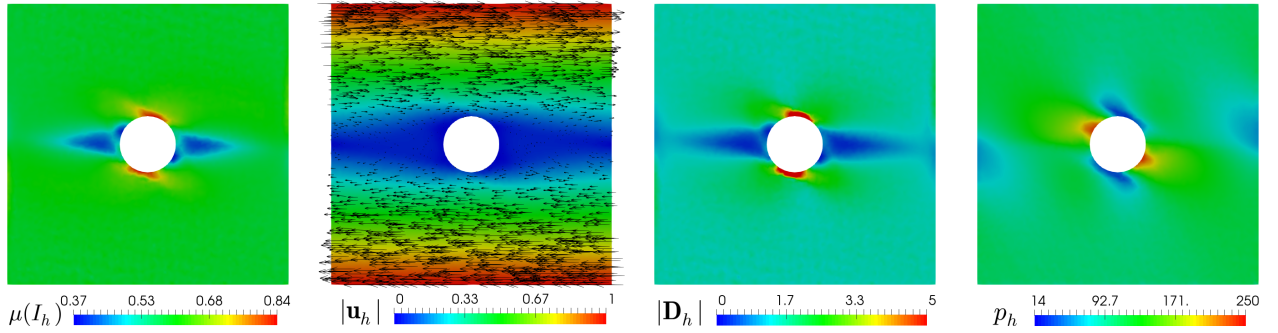 μ(I_h) 0.37 0.53 0.68 0.84
|𝐮_h| 0 0.33 0.67 1
|𝐃_h| 0 1.7 3.3 5
p_h 14 92.7 171. 250